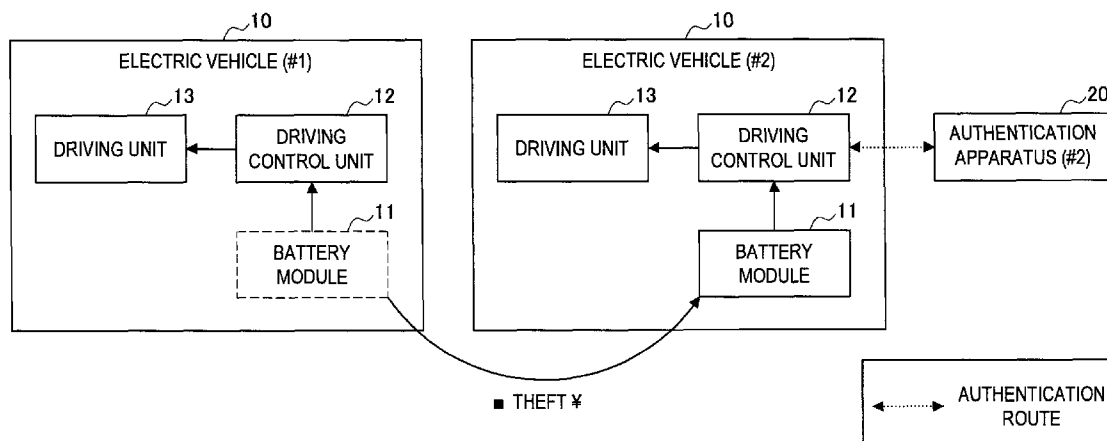 10
ELECTRIC VEHICLE (#1)
13
DRIVING UNIT
12
DRIVING
CONTROL UNIT
11
BATTERY
MODULE
10
ELECTRIC VEHICLE (#2)
13
DRIVING UNIT
12
DRIVING
CONTROL UNIT
11
BATTERY
MODULE
20
AUTHENTICATION
APPARATUS (#2)
■ THEFT ¥
AUTHENTICATION
ROUTE